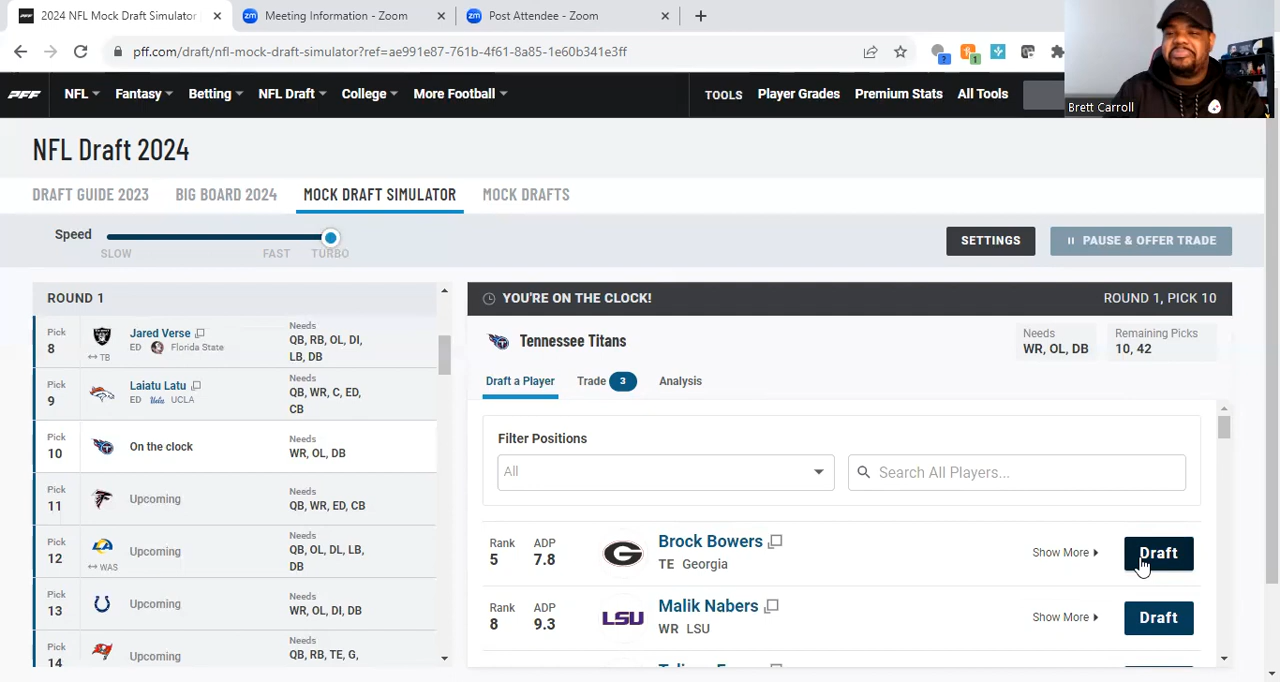 2024 NFL Mock Draft Simulator
Meeting Information - Zoom
Post Attendee - Zoom
pff.com/draft/nfl-mock-draft-simulator?ref=ae991e87-761b-4f61-8a85-1e60b341e3ff
Brett Carroll
PFF NFL Fantasy Betting NFL Draft College More Football TOOLS Player Grades Premium Stats All Tools
NFL Draft 2024
DRAFT GUIDE 2023 BIG BOARD 2024 MOCK DRAFT SIMULATOR MOCK DRAFTS
Speed
SLOW FAST TURBO
SETTINGS
PAUSE & OFFER TRADE
ROUND 1
Pick 8
TB
Jared Verse
ED Florida State
Needs
QB, RB, OL, DI,
LB, DB
Pick 9
Laiatu Latu
ED UCLA
Needs
QB, WR, C, ED,
CB
Pick 10
On the clock
Needs
WR, OL, DB
Pick 11
Upcoming
Needs
QB, WR, ED, CB
Pick 12
WAS
Upcoming
Needs
QB, OL, DL, LB,
DB
Pick 13
Upcoming
Needs
WR, OL, DI, DB
Pick 14
Upcoming
Needs
QB, RB, TE, G,
YOU'RE ON THE CLOCK!
ROUND 1, PICK 10
Tennessee Titans
Needs
WR, OL, DB
Remaining Picks
10, 42
Draft a Player Trade 3 Analysis
Filter Positions
All
Search All Players...
Rank 5
ADP 7.8
Brock Bowers
TE Georgia
Show More
Draft
Rank 8
ADP 9.3
LSU
Malik Nabers
WR LSU
Show More
Draft